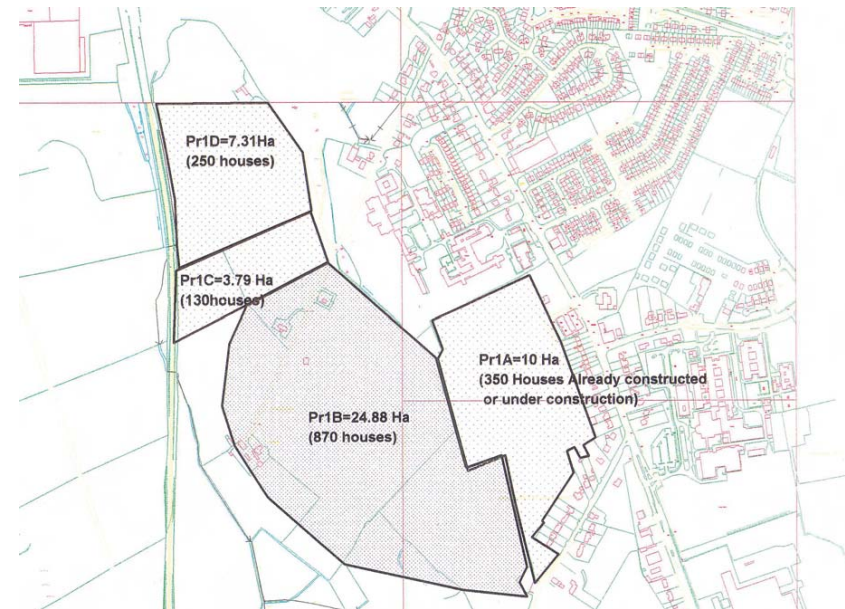 Pr1D=7.31Ha
(250 houses)
Pr1C=3.79 Ha
(130houses)
Pr1A=10 Ha
(350 Houses Already constructed
or under construction)
Pr1B=24.88 Ha
(870 houses)